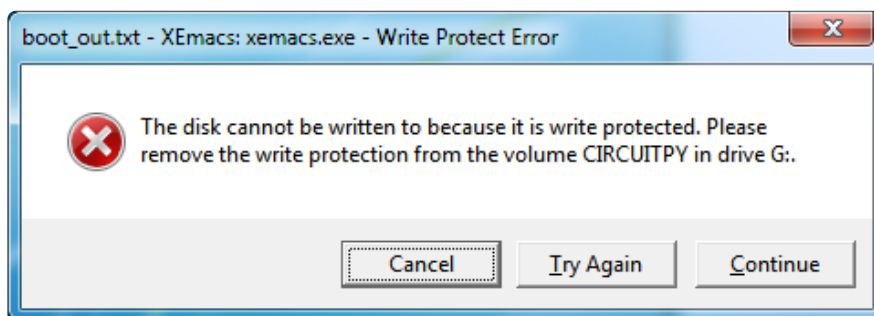 boot_out.txt - XEmacs: xemacs.exe - Write Protect Error
The disk cannot be written to because it is write protected. Please
remove the write protection from the volume CIRCUITPY in drive G:.
Cancel
Try Again
Continue